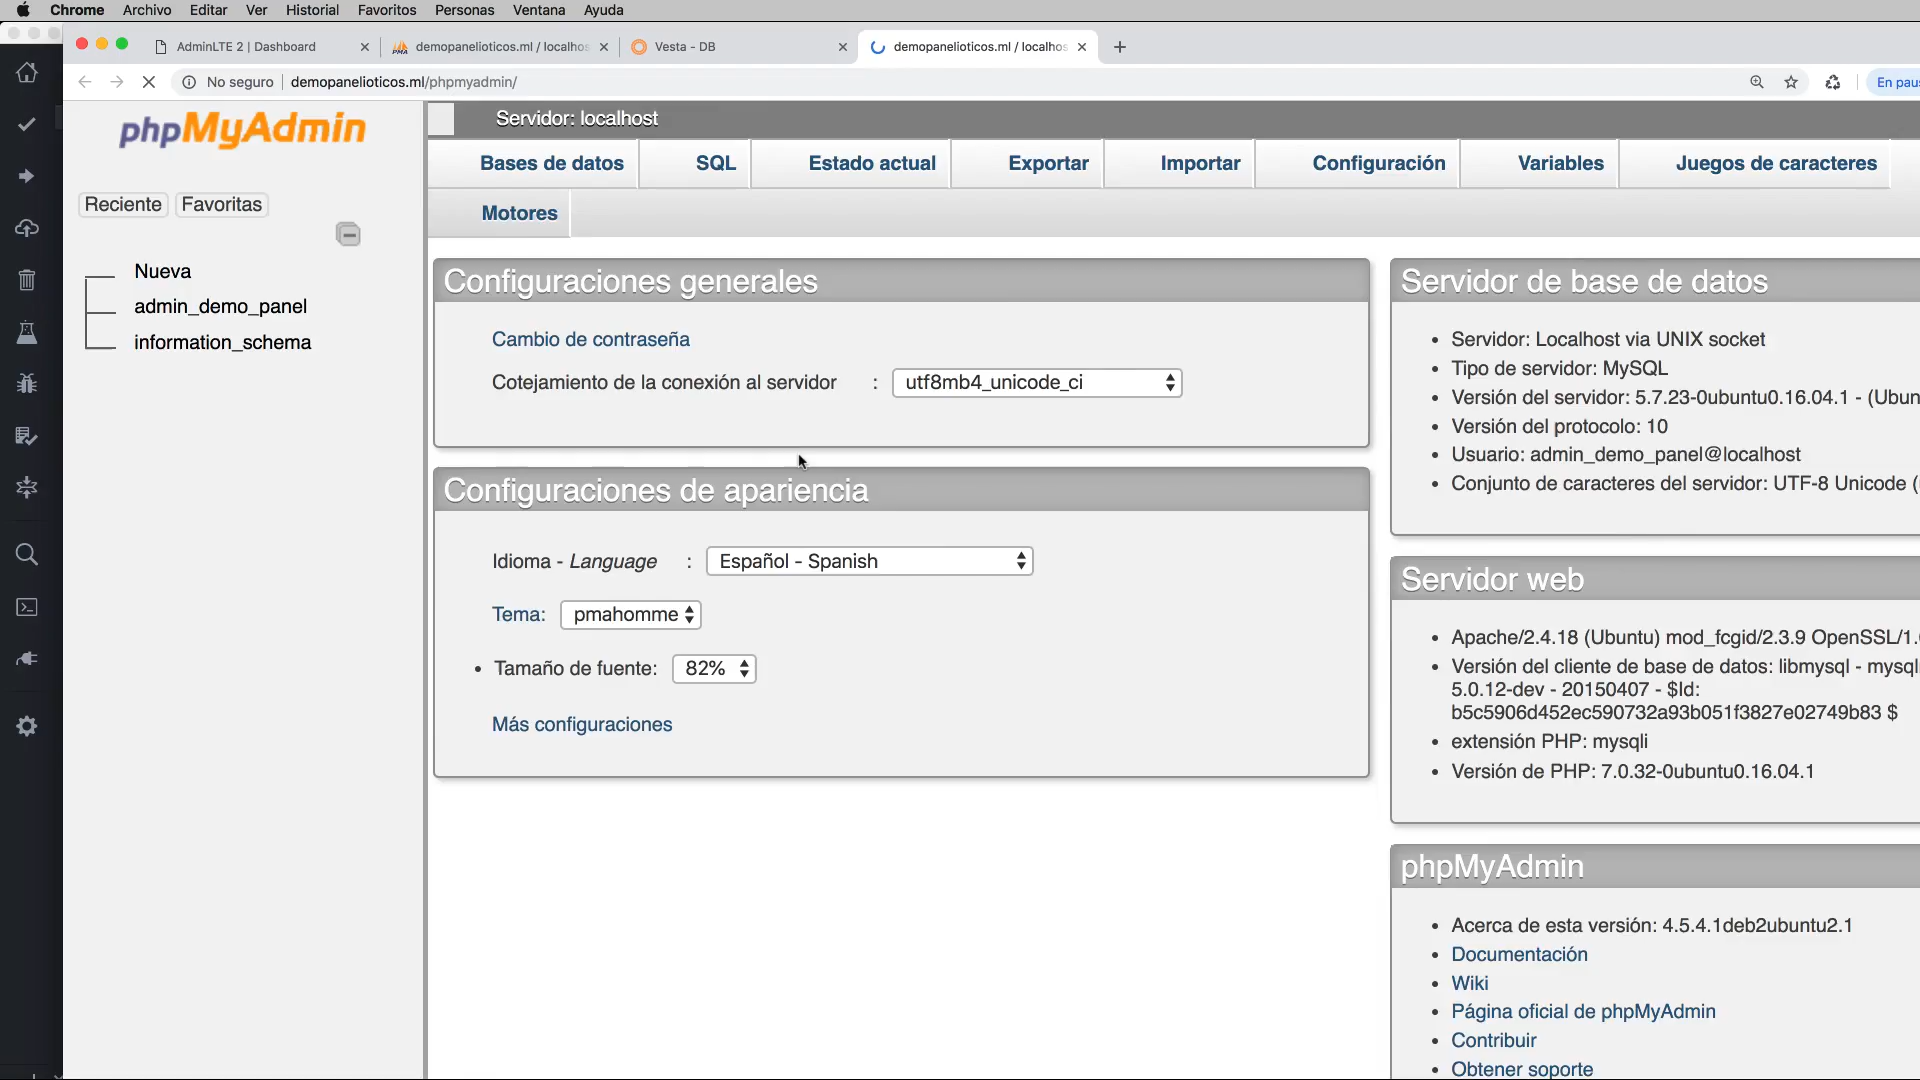 Chrome Archivo Editar Ver Historial Favoritos Personas Ventana Ayuda
AdminLTE 2 | Dashboard
demopanelioticos.ml / localhos
Vesta - DB
demopanelioticos.ml / localhos
No seguro demopanelioticos.ml/phpmyadmin/
En paus
phpMyAdmin
Reciente Favoritas
Nueva
admin_demo_panel
information_schema
Servidor: localhost
Bases de datos SQL Estado actual Exportar Importar Configuración Variables Juegos de caracteres
Motores
Configuraciones generales
Cambio de contraseña
Cotejamiento de la conexión al servidor : utf8mb4_unicode_ci
Configuraciones de apariencia
Idioma - Language : Español - Spanish
Tema: pmahomme
• Tamaño de fuente: 82%
Más configuraciones
Servidor de base de datos
• Servidor: Localhost via UNIX socket
• Tipo de servidor: MySQL
• Versión del servidor: 5.7.23-0ubuntu0.16.04.1 - (Ubun
• Versión del protocolo: 10
• Usuario: admin_demo_panel@localhost
• Conjunto de caracteres del servidor: UTF-8 Unicode (
Servidor web
• Apache/2.4.18 (Ubuntu) mod_fcgid/2.3.9 OpenSSL/1.
• Versión del cliente de base de datos: libmysql - mysql
5.0.12-dev - 20150407 - $Id:
b5c5906d452ec590732a93b051f3827e02749b83 $
• extensión PHP: mysqli
• Versión de PHP: 7.0.32-0ubuntu0.16.04.1
phpMyAdmin
• Acerca de esta versión: 4.5.4.1deb2ubuntu2.1
• Documentación
• Wiki
• Página oficial de phpMyAdmin
• Contribuir
• Obtener soporte